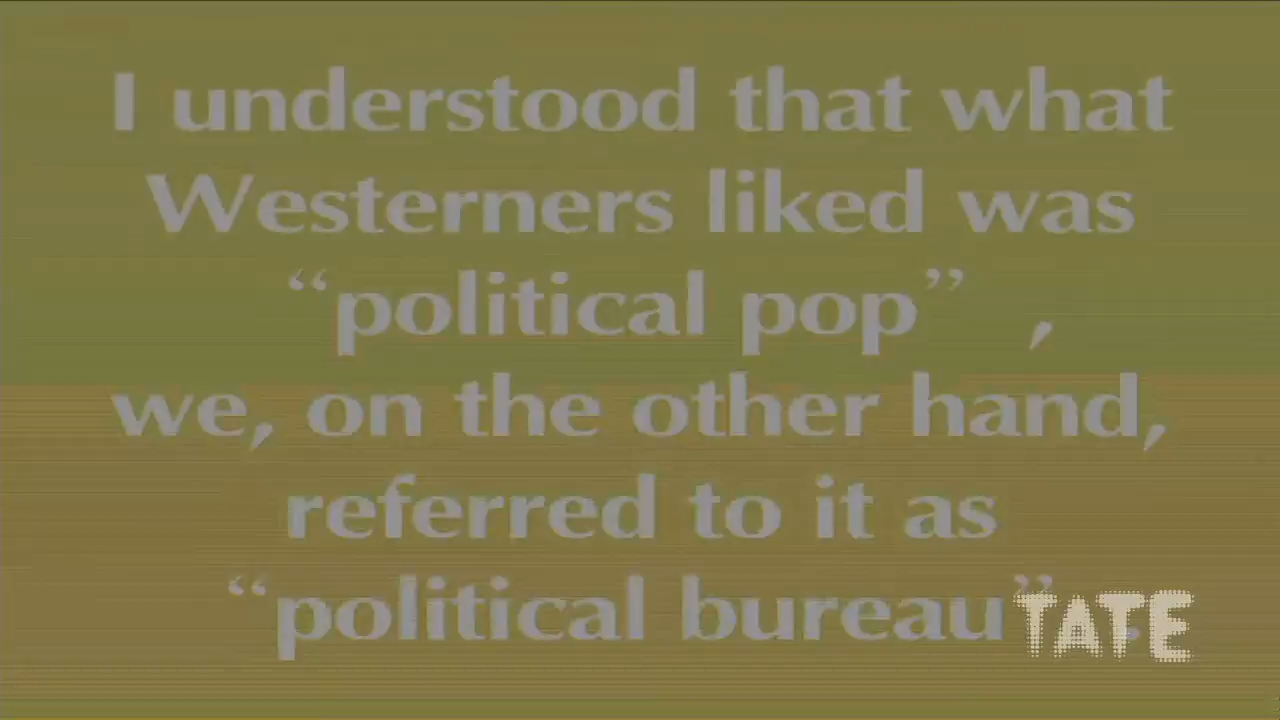 I understood that what
Westerners liked was
“political pop” ,
we, on the other hand,
referred to it as
“political bureau”.
TATE